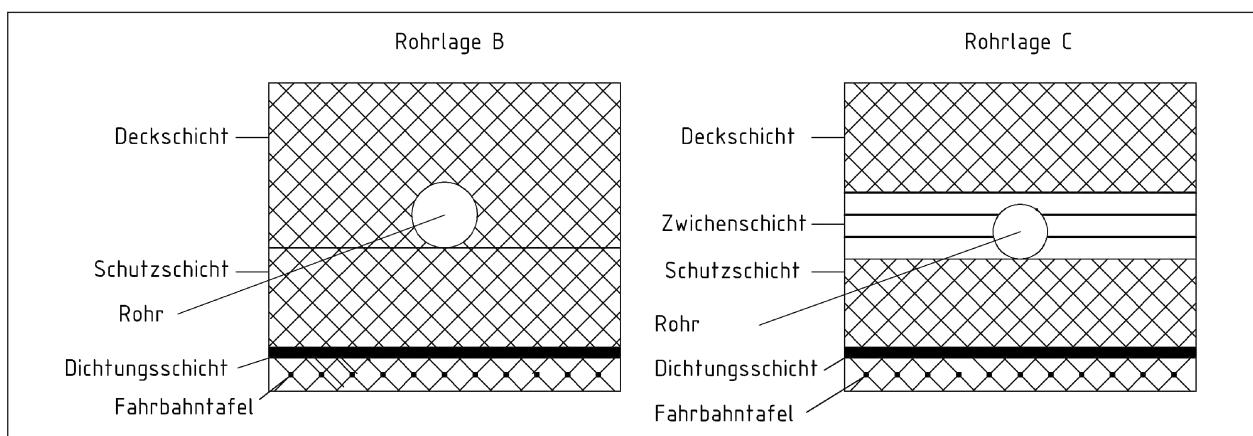 Rohrlage B
Deckschicht
Schutzschicht
Rohr
Dichtungsschicht
Fahrbahntafel
Rohrlage C
Deckschicht
Zwichenschicht
Schutzschicht
Rohr
Dichtungsschicht
Fahrbahntafel